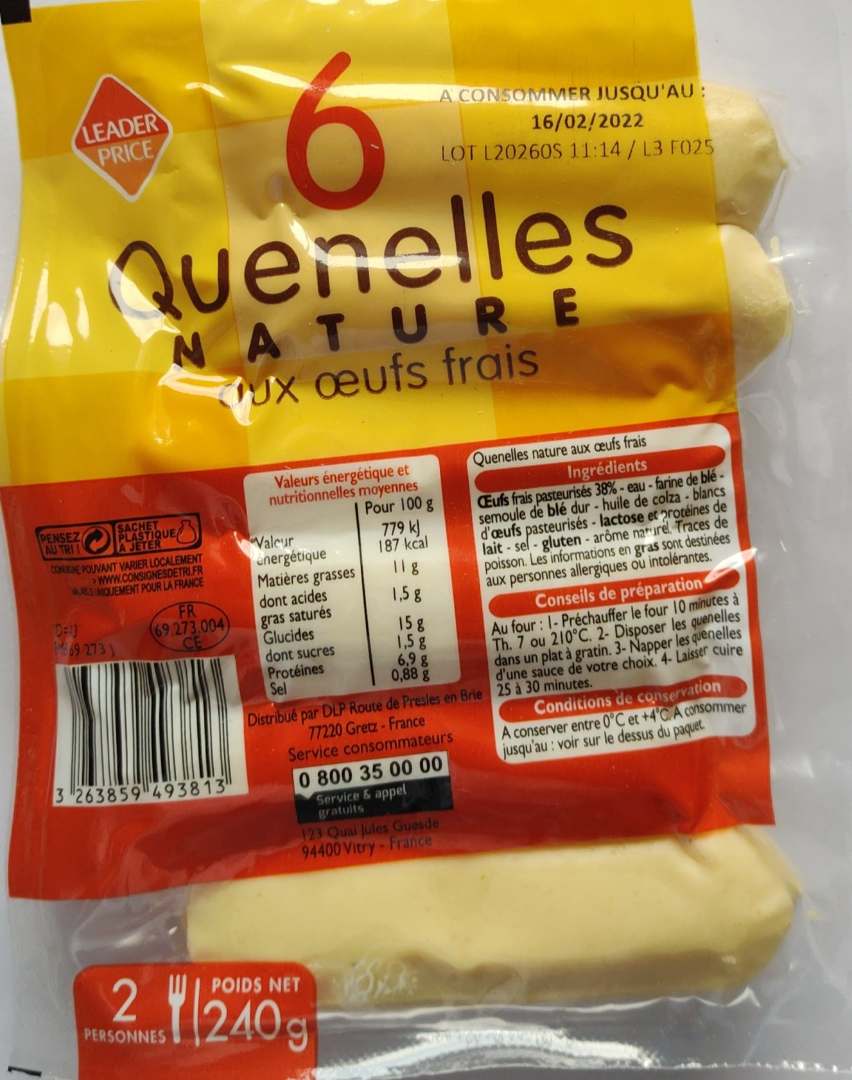 LEADER
PRICE
6
A CONSOMMER JUSQU'AU :
16/02/2022
LOT L20260S 11:14 / L3 F025
Quenelles
NATURE
aux œufs frais
PENSEZ
AU TRI !
SACHET
PLASTIQUE
À JETER
CONSIGNE POUVANT VARIER LOCALEMENT
> WWW.CONSIGNESDETRI.FR
UNIQUEMENT POUR LA FRANCE
FR
69.273.004
CE
3 263859 493813
Valeurs énergétique et
nutritionnelles moyennes
Pour 100 g
Valeur énergétique 779 kJ
187 kcal
Matières grasses 11 g
dont acides
gras saturés 1,5 g
Glucides 15 g
dont sucres 1,5 g
Protéines 6,9 g
Sel 0,88 g
Distribué par DLP Route de Presles en Brie
77220 Gretz - France
Service consommateurs
0 800 35 00 00
Service & appel
gratuits
123 Quai Jules Guesde
94400 Vitry - France
Quenelles nature aux œufs frais
Ingrédients
Œufs frais pasteurisés 38% - eau - farine de blé -
semoule de blé dur - huile de colza - blancs
d'œufs pasteurisés - lactose et protéines de
lait - sel - gluten - arôme naturel. Traces de
poisson. Les informations en gras sont destinées
aux personnes allergiques ou intolérantes.
Conseils de préparation
Au four : 1- Préchauffer le four 10 minutes à
Th. 7 ou 210°C. 2- Disposer les quenelles
dans un plat à gratin. 3- Napper les quenelles
d'une sauce de votre choix. 4- Laisser cuire
25 à 30 minutes.
Conditions de conservation
A conserver entre 0°C et +4°C. A consommer
jusqu'au : voir sur le dessus du paquet.
2
PERSONNES
POIDS NET
240g